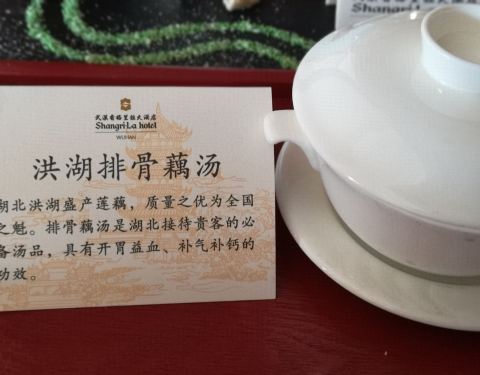 Shangri-La
武汉香格里拉大酒店
Shangri-La hotel
WUHAN
洪湖排骨藕汤
湖北洪湖盛产莲藕，质量之优为全国
之魁。排骨藕汤是湖北接待贵客的必
备汤品，具有开胃益血、补气补钙的
功效。